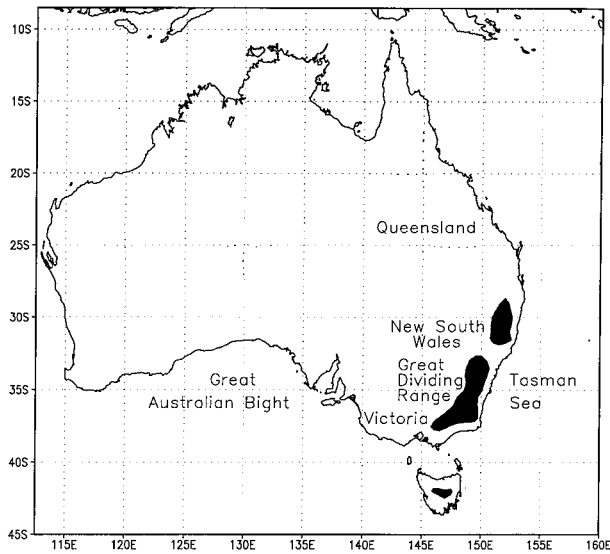 10S
15S
20S
25S
30S
35S
40S
45S
Queensland
New South
Wales
Great
Dividing
Range
Tasman
Sea
Great
Australian Bight
Victoria
115E 120E 125E 130E 135E 140E 145E 150E 155E 160E